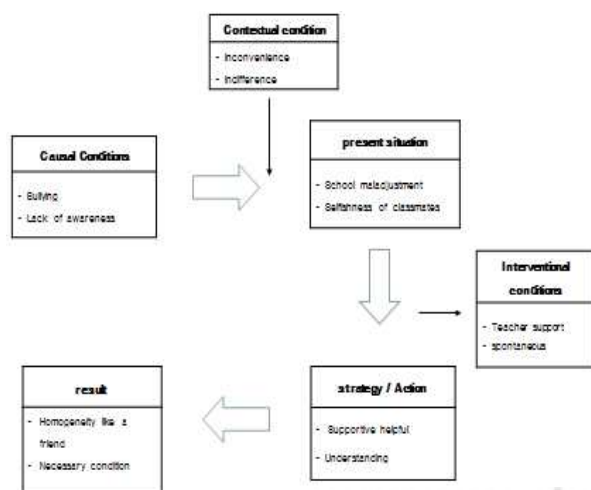 Contextual condition
- Inconvenience
- Indifference
Causal Conditions
- Bullying
- Lack of awareness
present situation
- School maladjustment
- Selfishness of classmates
Interventional
conditions
- Teacher support
- spontaneous
strategy / Action
- Supportive helpful
- Understanding
result
- Homogeneity like a
friend
- Necessary condition